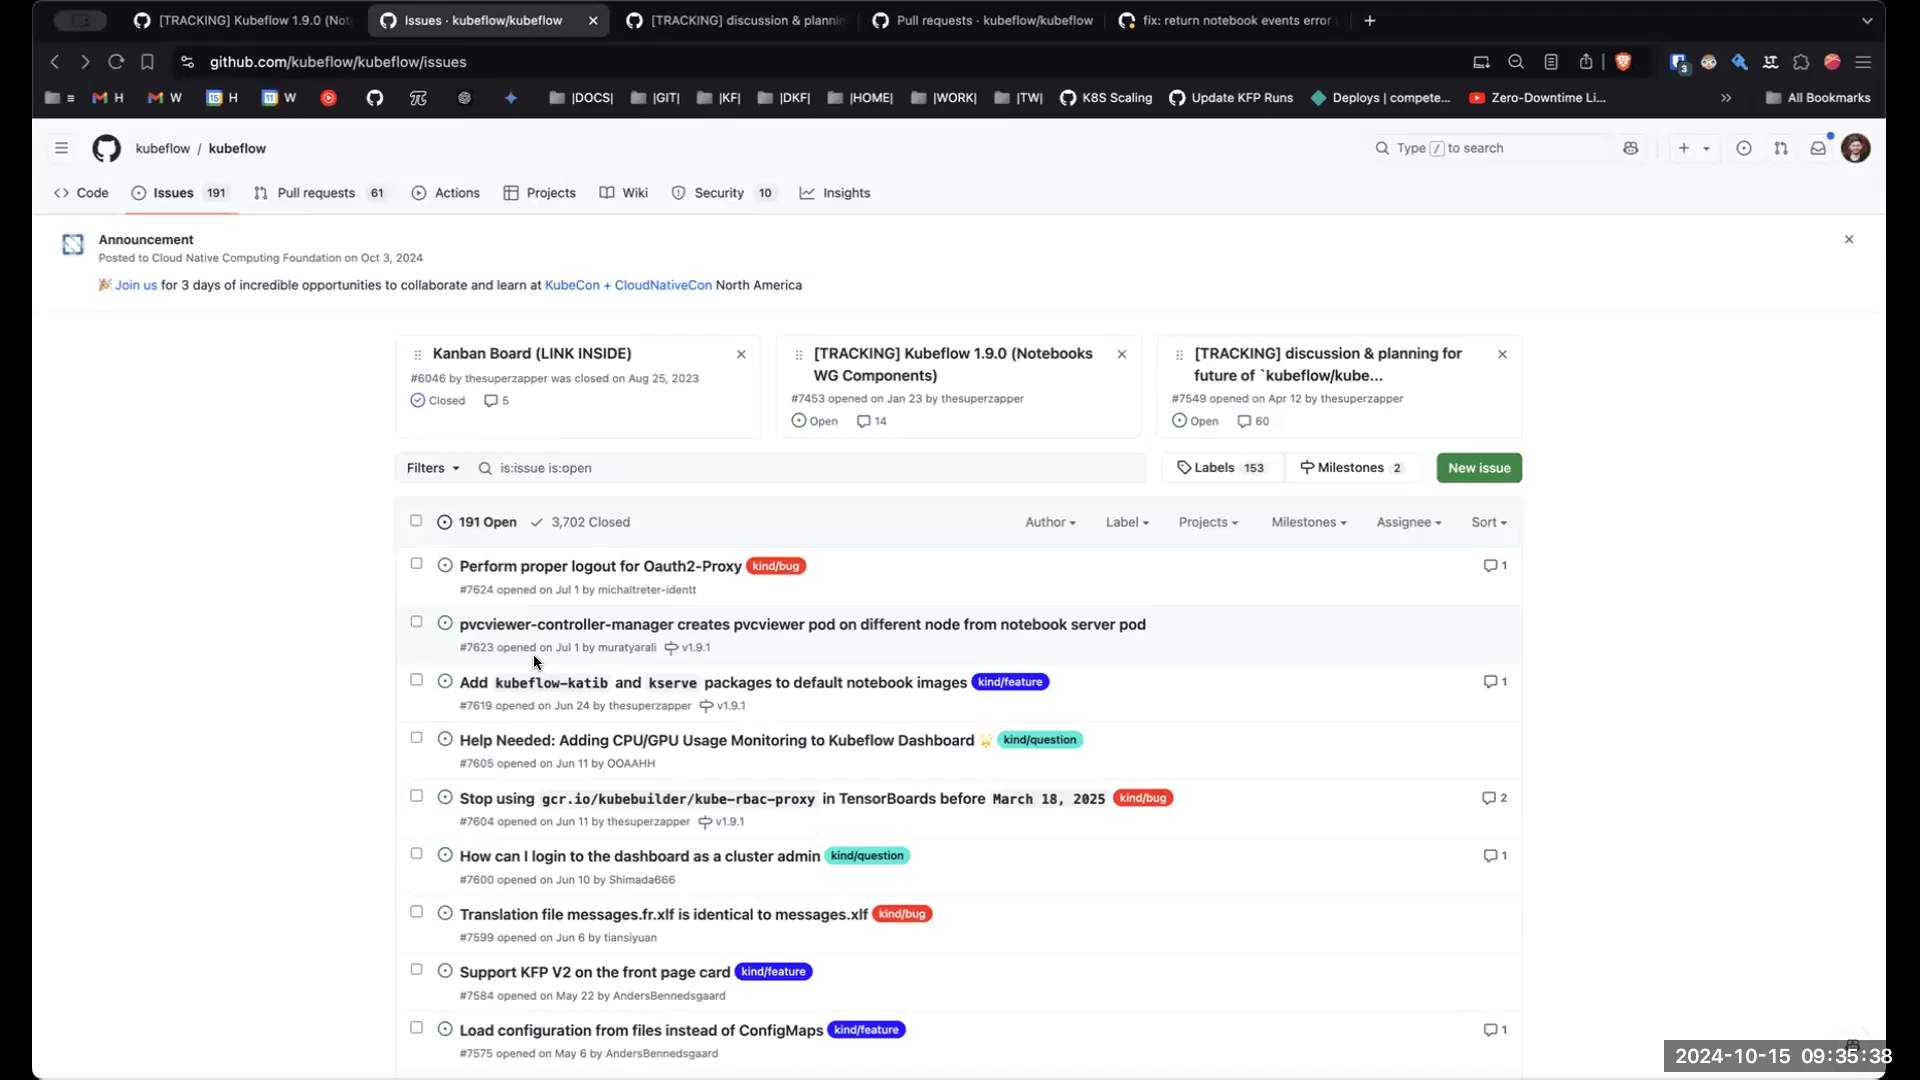 [TRACKING] Kubeflow 1.9.0 (Not
Issues · kubeflow/kubeflow
[TRACKING] discussion & plannin
Pull requests · kubeflow/kubeflow
fix: return notebook events error
github.com/kubeflow/kubeflow/issues
3
H
W
H
W
|DOCS|
|GIT|
|KF|
|DKF|
|HOME|
|WORK|
|TW|
K8S Scaling
Update KFP Runs
Deploys | compete...
Zero-Downtime Li...
All Bookmarks
kubeflow / kubeflow
Type / to search
Code
Issues 191
Pull requests 61
Actions
Projects
Wiki
Security 10
Insights
Announcement
Posted to Cloud Native Computing Foundation on Oct 3, 2024
🎉 Join us for 3 days of incredible opportunities to collaborate and learn at KubeCon + CloudNativeCon North America
Kanban Board (LINK INSIDE)
#6046 by thesuperzapper was closed on Aug 25, 2023
Closed 5
[TRACKING] Kubeflow 1.9.0 (Notebooks
WG Components)
#7453 opened on Jan 23 by thesuperzapper
Open 14
[TRACKING] discussion & planning for
future of `kubeflow/kube...
#7549 opened on Apr 12 by thesuperzapper
Open 60
Filters
is:issue is:open
Labels 153
Milestones 2
New issue
191 Open
3,702 Closed
Author
Label
Projects
Milestones
Assignee
Sort
Perform proper logout for Oauth2-Proxy kind/bug 1
#7624 opened on Jul 1 by michaltreter-identt
pvcviewer-controller-manager creates pvcviewer pod on different node from notebook server pod
#7623 opened on Jul 1 by muratyarali v1.9.1
Add kubeflow-katib and kserve packages to default notebook images kind/feature 1
#7619 opened on Jun 24 by thesuperzapper v1.9.1
Help Needed: Adding CPU/GPU Usage Monitoring to Kubeflow Dashboard 🌟 kind/question
#7605 opened on Jun 11 by OOAAHH
Stop using gcr.io/kubebuilder/kube-rbac-proxy in TensorBoards before March 18, 2025 kind/bug 2
#7604 opened on Jun 11 by thesuperzapper v1.9.1
How can I login to the dashboard as a cluster admin kind/question 1
#7600 opened on Jun 10 by Shimada666
Translation file messages.fr.xlf is identical to messages.xlf kind/bug
#7599 opened on Jun 6 by tiansiyuan
Support KFP V2 on the front page card kind/feature
#7584 opened on May 22 by AndersBennedsgaard
Load configuration from files instead of ConfigMaps kind/feature 1
#7575 opened on May 6 by AndersBennedsgaard
2024-10-15 09:35:38